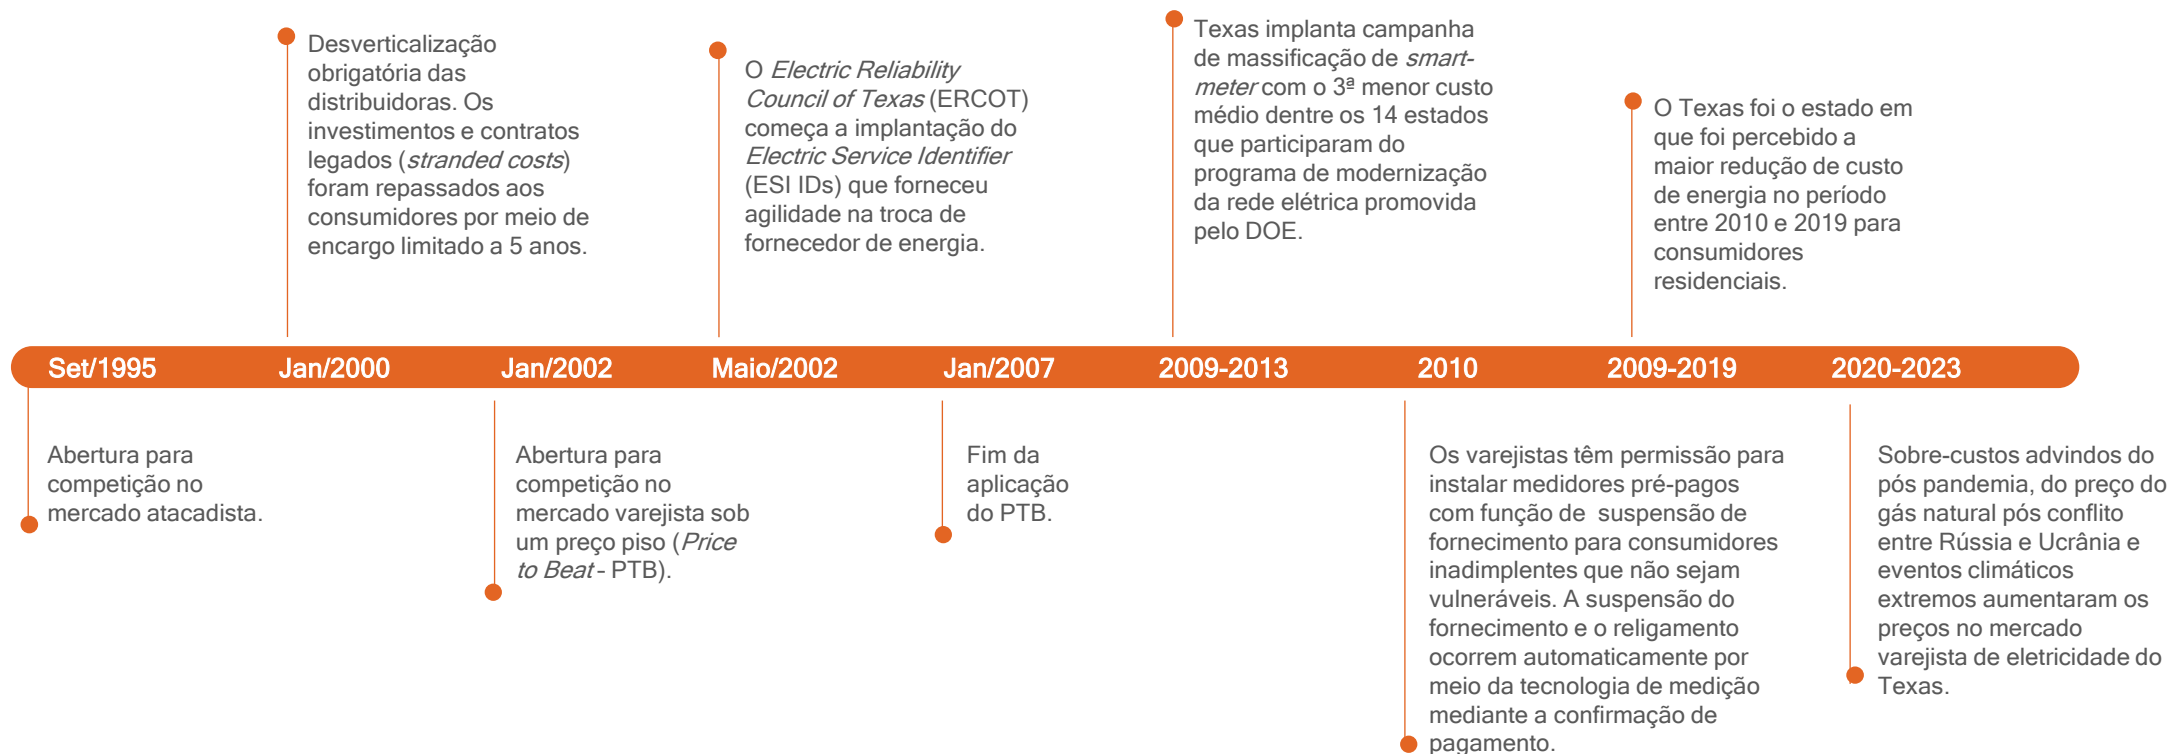 Desverticalização
obrigatória das
distribuidoras. Os
investimentos e contratos
legados (stranded costs)
foram repassados aos
consumidores por meio de
encargo limitado a 5 anos.
O Electric Reliability
Council of Texas (ERCOT)
começa a implantação do
Electric Service Identifier
(ESI IDs) que forneceu
agilidade na troca de
fornecedor de energia.
Texas implanta campanha
de massificação de smart-
meter com o 3ª menor custo
médio dentre os 14 estados
que participaram do
programa de modernização
da rede elétrica promovida
pelo DOE.
O Texas foi o estado em
que foi percebido a
maior redução de custo
de energia no período
entre 2010 e 2019 para
consumidores
residenciais.
Set/1995 Jan/2000 Jan/2002 Maio/2002 Jan/2007 2009-2013 2010 2009-2019 2020-2023
Abertura para
competição no
mercado atacadista.
Abertura para
competição no
mercado varejista sob
um preço piso (Price
to Beat - PTB).
Fim da
aplicação
do PTB.
Os varejistas têm permissão para
instalar medidores pré-pagos
com função de suspensão de
fornecimento para consumidores
inadimplentes que não sejam
vulneráveis. A suspensão do
fornecimento e o religamento
ocorrem automaticamente por
meio da tecnologia de medição
mediante a confirmação de
pagamento.
Sobre-custos advindos do
pós pandemia, do preço do
gás natural pós conflito
entre Rússia e Ucrânia e
eventos climáticos
extremos aumentaram os
preços no mercado
varejista de eletricidade do
Texas.